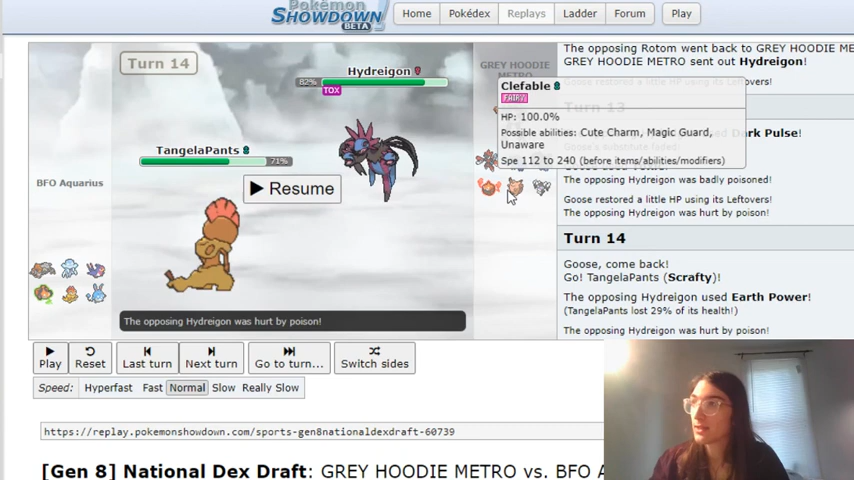 Pokémon
SHOWDOWN
BETA
Home
Pokédex
Replays
Ladder
Forum
Play
Turn 14
Hydreigon
82%
TOX
TangelaPants
71%
Resume
BFO Aquarius
GREY HOODIE
METRO
The opposing Hydreigon was hurt by poison!
Clefable
FAIRY
HP: 100.0%
Possible abilities: Cute Charm, Magic Guard,
Unaware
Spe 112 to 240 (before items/abilities/modifiers)
The opposing Rotom went back to GREY HOODIE ME
GREY HOODIE METRO sent out Hydreigon!
Goose restored a little HP using its Leftovers!
Turn 13
Dark Pulse!
The opposing Hydreigon was badly poisoned!
Goose restored a little HP using its Leftovers!
The opposing Hydreigon was hurt by poison!
Turn 14
Goose, come back!
Go! TangelaPants (Scrafty)!
The opposing Hydreigon used Earth Power!
(TangelaPants lost 29% of its health!)
The opposing Hydreigon was hurt by poison!
Play
Reset
Last turn
Next turn
Go to turn...
Switch sides
Speed:
Hyperfast
Fast
Normal
Slow
Really Slow
https://replay.pokemonshowdown.com/sports-gen8nationaldexdraft-60739
[Gen 8] National Dex Draft: GREY HOODIE METRO vs. BFO A